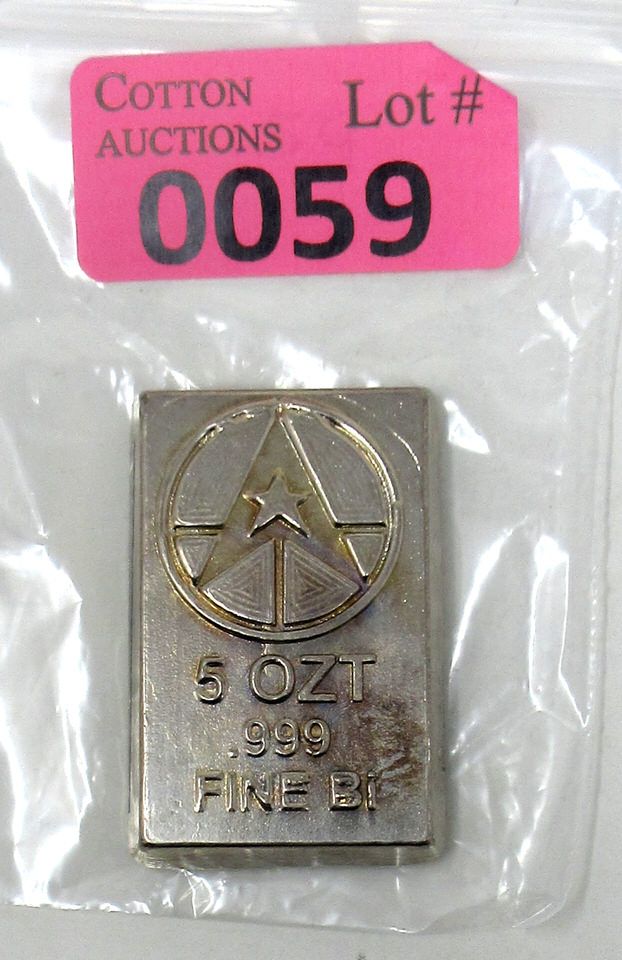 COTTON
AUCTIONS
Lot #
0059
5 OZT
.999
FINE Bi